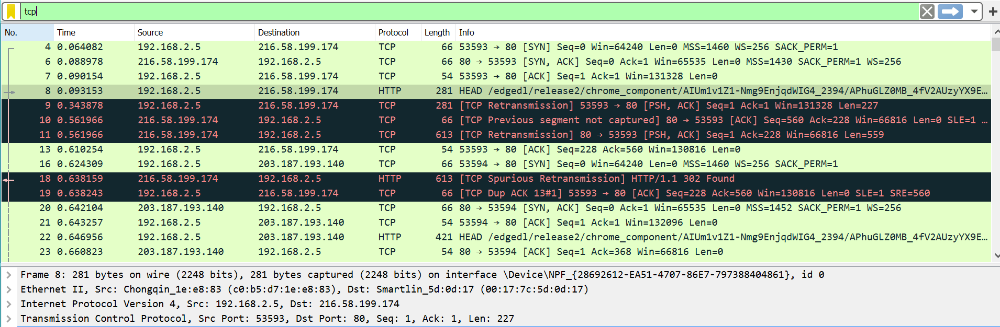 tcp
No. Time Source Destination Protocol Length Info
4 0.064082 192.168.2.5 216.58.199.174 TCP 66 53593 → 80 [SYN] Seq=0 Win=64240 Len=0 MSS=1460 WS=256 SACK_PERM=1
6 0.088978 216.58.199.174 192.168.2.5 TCP 66 80 → 53593 [SYN, ACK] Seq=0 Ack=1 Win=65535 Len=0 MSS=1430 SACK_PERM=1 WS=256
7 0.090154 192.168.2.5 216.58.199.174 TCP 54 53593 → 80 [ACK] Seq=1 Ack=1 Win=131328 Len=0
8 0.093153 192.168.2.5 216.58.199.174 HTTP 281 HEAD /edgedl/release2/chrome_component/AIUm1v1Z1-Nmg9EnjqdWIG4_2394/APhuGLZ0MB_4fV2AUzyYX9E…
9 0.343878 192.168.2.5 216.58.199.174 TCP 281 [TCP Retransmission] 53593 → 80 [PSH, ACK] Seq=1 Ack=1 Win=131328 Len=227
10 0.561966 216.58.199.174 192.168.2.5 TCP 66 [TCP Previous segment not captured] 80 → 53593 [ACK] Seq=560 Ack=228 Win=66816 Len=0 SLE=1 …
11 0.561966 216.58.199.174 192.168.2.5 TCP 613 [TCP Retransmission] 80 → 53593 [PSH, ACK] Seq=1 Ack=228 Win=66816 Len=559
13 0.610254 192.168.2.5 216.58.199.174 TCP 54 53593 → 80 [ACK] Seq=228 Ack=560 Win=130816 Len=0
16 0.624309 192.168.2.5 203.187.193.140 TCP 66 53594 → 80 [SYN] Seq=0 Win=64240 Len=0 MSS=1460 WS=256 SACK_PERM=1
18 0.638159 216.58.199.174 192.168.2.5 HTTP 613 [TCP Spurious Retransmission] HTTP/1.1 302 Found
19 0.638243 192.168.2.5 216.58.199.174 TCP 66 [TCP Dup ACK 13#1] 53593 → 80 [ACK] Seq=228 Ack=560 Win=130816 Len=0 SLE=1 SRE=560
20 0.642104 203.187.193.140 192.168.2.5 TCP 66 80 → 53594 [SYN, ACK] Seq=0 Ack=1 Win=65535 Len=0 MSS=1452 SACK_PERM=1 WS=256
21 0.643257 192.168.2.5 203.187.193.140 TCP 54 53594 → 80 [ACK] Seq=1 Ack=1 Win=132096 Len=0
22 0.646956 192.168.2.5 203.187.193.140 HTTP 421 HEAD /edgedl/release2/chrome_component/AIUm1v1Z1-Nmg9EnjqdWIG4_2394/APhuGLZ0MB_4fV2AUzyYX9E…
23 0.660823 203.187.193.140 192.168.2.5 TCP 54 80 → 53594 [ACK] Seq=1 Ack=368 Win=66816 Len=0
Frame 8: 281 bytes on wire (2248 bits), 281 bytes captured (2248 bits) on interface \Device\NPF_{28692612-EA51-4707-86E7-797388404861}, id 0
Ethernet II, Src: Chongqin_1e:e8:83 (c0:b5:d7:1e:e8:83), Dst: Smartlin_5d:0d:17 (00:17:7c:5d:0d:17)
Internet Protocol Version 4, Src: 192.168.2.5, Dst: 216.58.199.174
Transmission Control Protocol, Src Port: 53593, Dst Port: 80, Seq: 1, Ack: 1, Len: 227